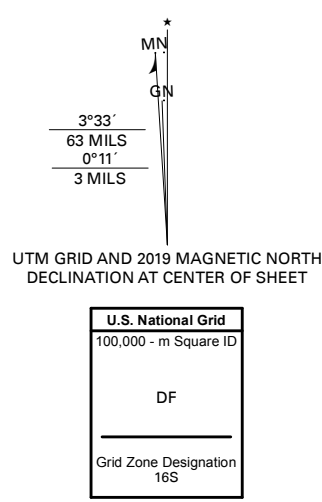 MN
GN
3°33´
63 MILS
0°11´
3 MILS
UTM GRID AND 2019 MAGNETIC NORTH
DECLINATION AT CENTER OF SHEET
U.S. National Grid
100,000 - m Square ID
DF
Grid Zone Designation
16S